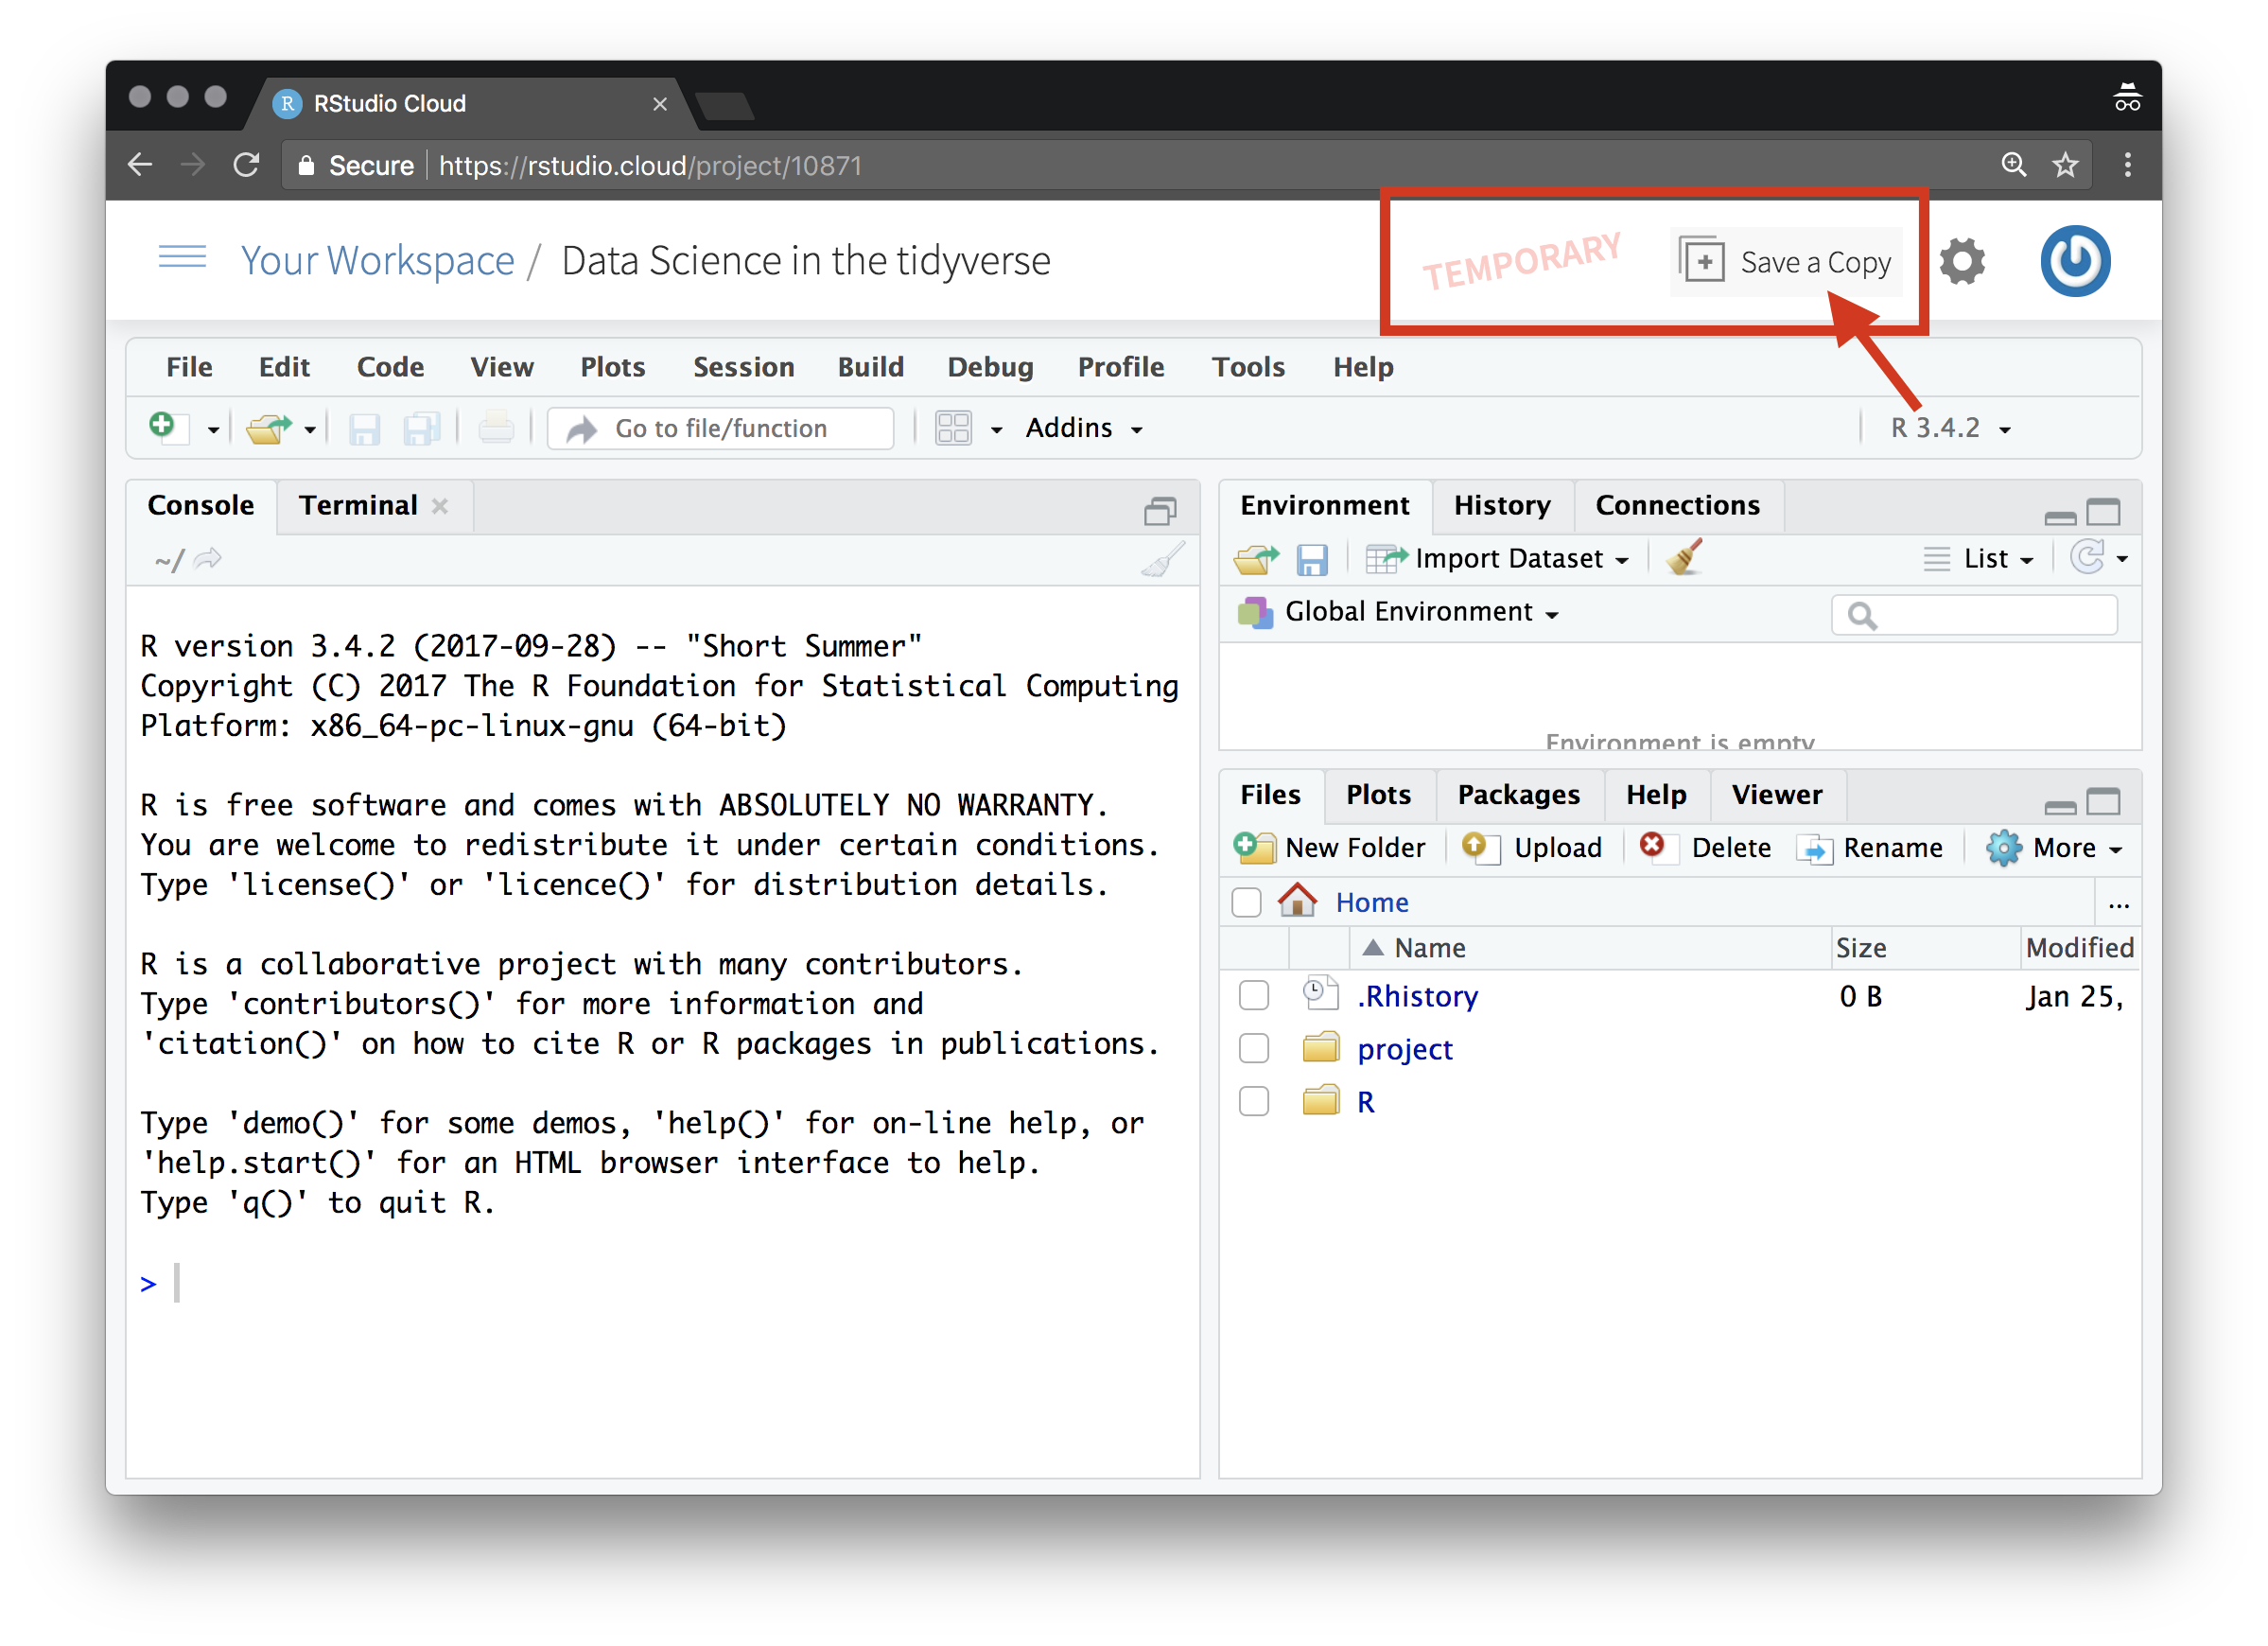 RStudio Cloud
Secure https://rstudio.cloud/project/10871
Your Workspace / Data Science in the tidyverse
TEMPORARY
Save a Copy
File Edit Code View Plots Session Build Debug Profile Tools Help
Go to file/function Addins R 3.4.2
Console Terminal
~/
R version 3.4.2 (2017-09-28) -- "Short Summer"
Copyright (C) 2017 The R Foundation for Statistical Computing
Platform: x86_64-pc-linux-gnu (64-bit)
R is free software and comes with ABSOLUTELY NO WARRANTY.
You are welcome to redistribute it under certain conditions.
Type 'license()' or 'licence()' for distribution details.
R is a collaborative project with many contributors.
Type 'contributors()' for more information and
'citation()' on how to cite R or R packages in publications.
Type 'demo()' for some demos, 'help()' for on-line help, or
'help.start()' for an HTML browser interface to help.
Type 'q()' to quit R.
>
Environment History Connections
Import Dataset List
Global Environment
Environment is empty
Files Plots Packages Help Viewer
New Folder Upload Delete Rename More
Home ...
Name Size Modified
.Rhistory 0 B Jan 25,
project
R